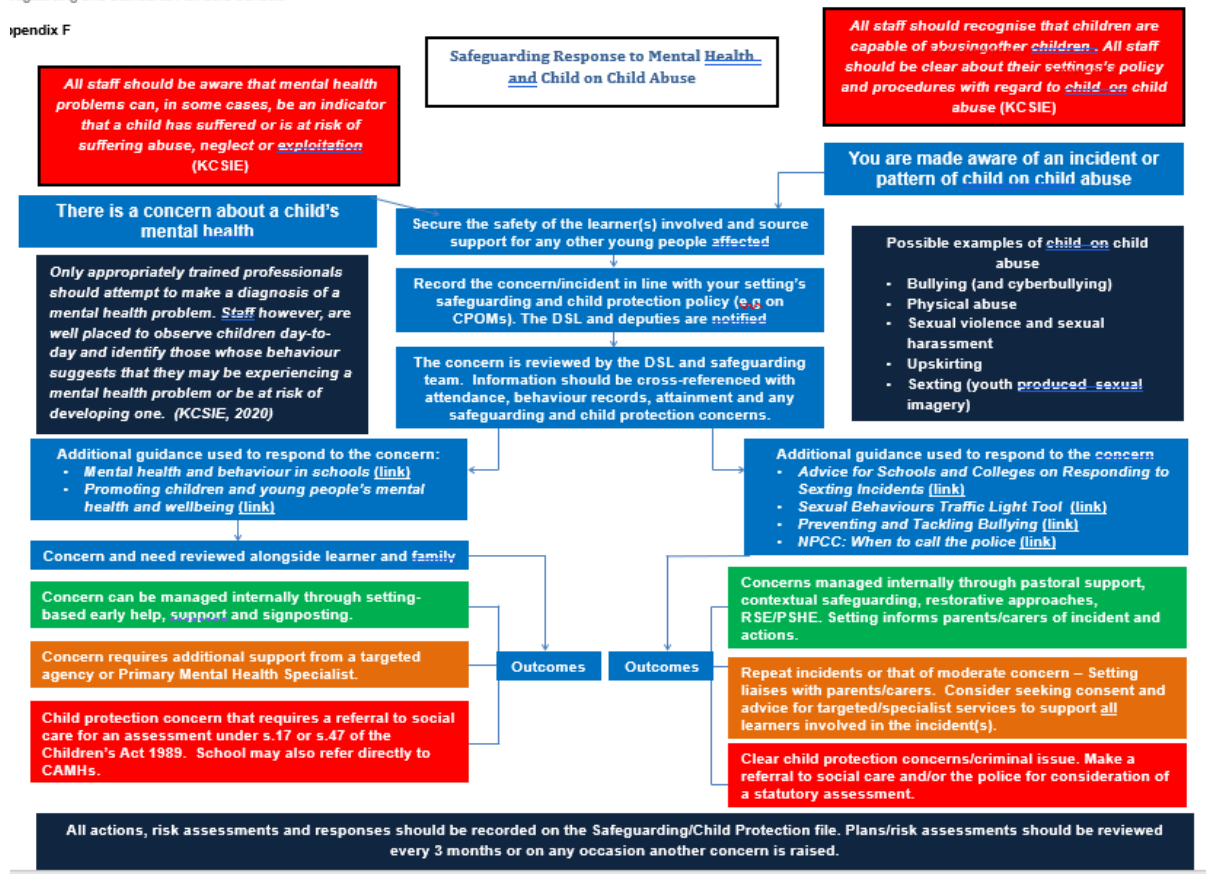 ppendix F
Safeguarding Response to Mental Health
and Child on Child Abuse
All staff should be aware that mental health
problems can, in some cases, be an indicator
that a child has suffered or is at risk of
suffering abuse, neglect or exploitation
(KCSIE)
All staff should recognise that children are
capable of abusingother children. All staff
should be clear about their settings's policy
and procedures with regard to child on child
abuse (KCSIE)
You are made aware of an incident or
pattern of child on child abuse
There is a concern about a child's
mental health
Secure the safety of the learner(s) involved and source
support for any other young people affected
Only appropriately trained professionals
should attempt to make a diagnosis of a
mental health problem. Staff however, are
well placed to observe children day-to-
day and identify those whose behaviour
suggests that they may be experiencing a
mental health problem or be at risk of
developing one. (KCSIE, 2020)
Record the concern/incident in line with your setting's
safeguarding and child protection policy (e.g on
CPOMs). The DSL and deputies are notified
The concern is reviewed by the DSL and safeguarding
team. Information should be cross-referenced with
attendance, behaviour records, attainment and any
safeguarding and child protection concerns.
Possible examples of child on child
abuse
• Bullying (and cyberbullying)
• Physical abuse
• Sexual violence and sexual
harassment
• Upskirting
• Sexting (youth produced sexual
imagery)
Additional guidance used to respond to the concern:
• Mental health and behaviour in schools (link)
• Promoting children and young people's mental
health and wellbeing (link)
Additional guidance used to respond to the concern
• Advice for Schools and Colleges on Responding to
Sexting Incidents (link)
• Sexual Behaviours Traffic Light Tool (link)
• Preventing and Tackling Bullying (link)
• NPCC: When to call the police (link)
Concern and need reviewed alongside learner and family
Concern can be managed internally through setting-
based early help, support and signposting.
Concern requires additional support from a targeted
agency or Primary Mental Health Specialist.
Child protection concern that requires a referral to social
care for an assessment under s.17 or s.47 of the
Children's Act 1989. School may also refer directly to
CAMHs.
Outcomes
Outcomes
Concerns managed internally through pastoral support,
contextual safeguarding, restorative approaches,
RSE/PSHE. Setting informs parents/carers of incident and
actions.
Repeat incidents or that of moderate concern – Setting
liaises with parents/carers. Consider seeking consent and
advice for targeted/specialist services to support all
learners involved in the incident(s).
Clear child protection concerns/criminal issue. Make a
referral to social care and/or the police for consideration of
a statutory assessment.
All actions, risk assessments and responses should be recorded on the Safeguarding/Child Protection file. Plans/risk assessments should be reviewed
every 3 months or on any occasion another concern is raised.